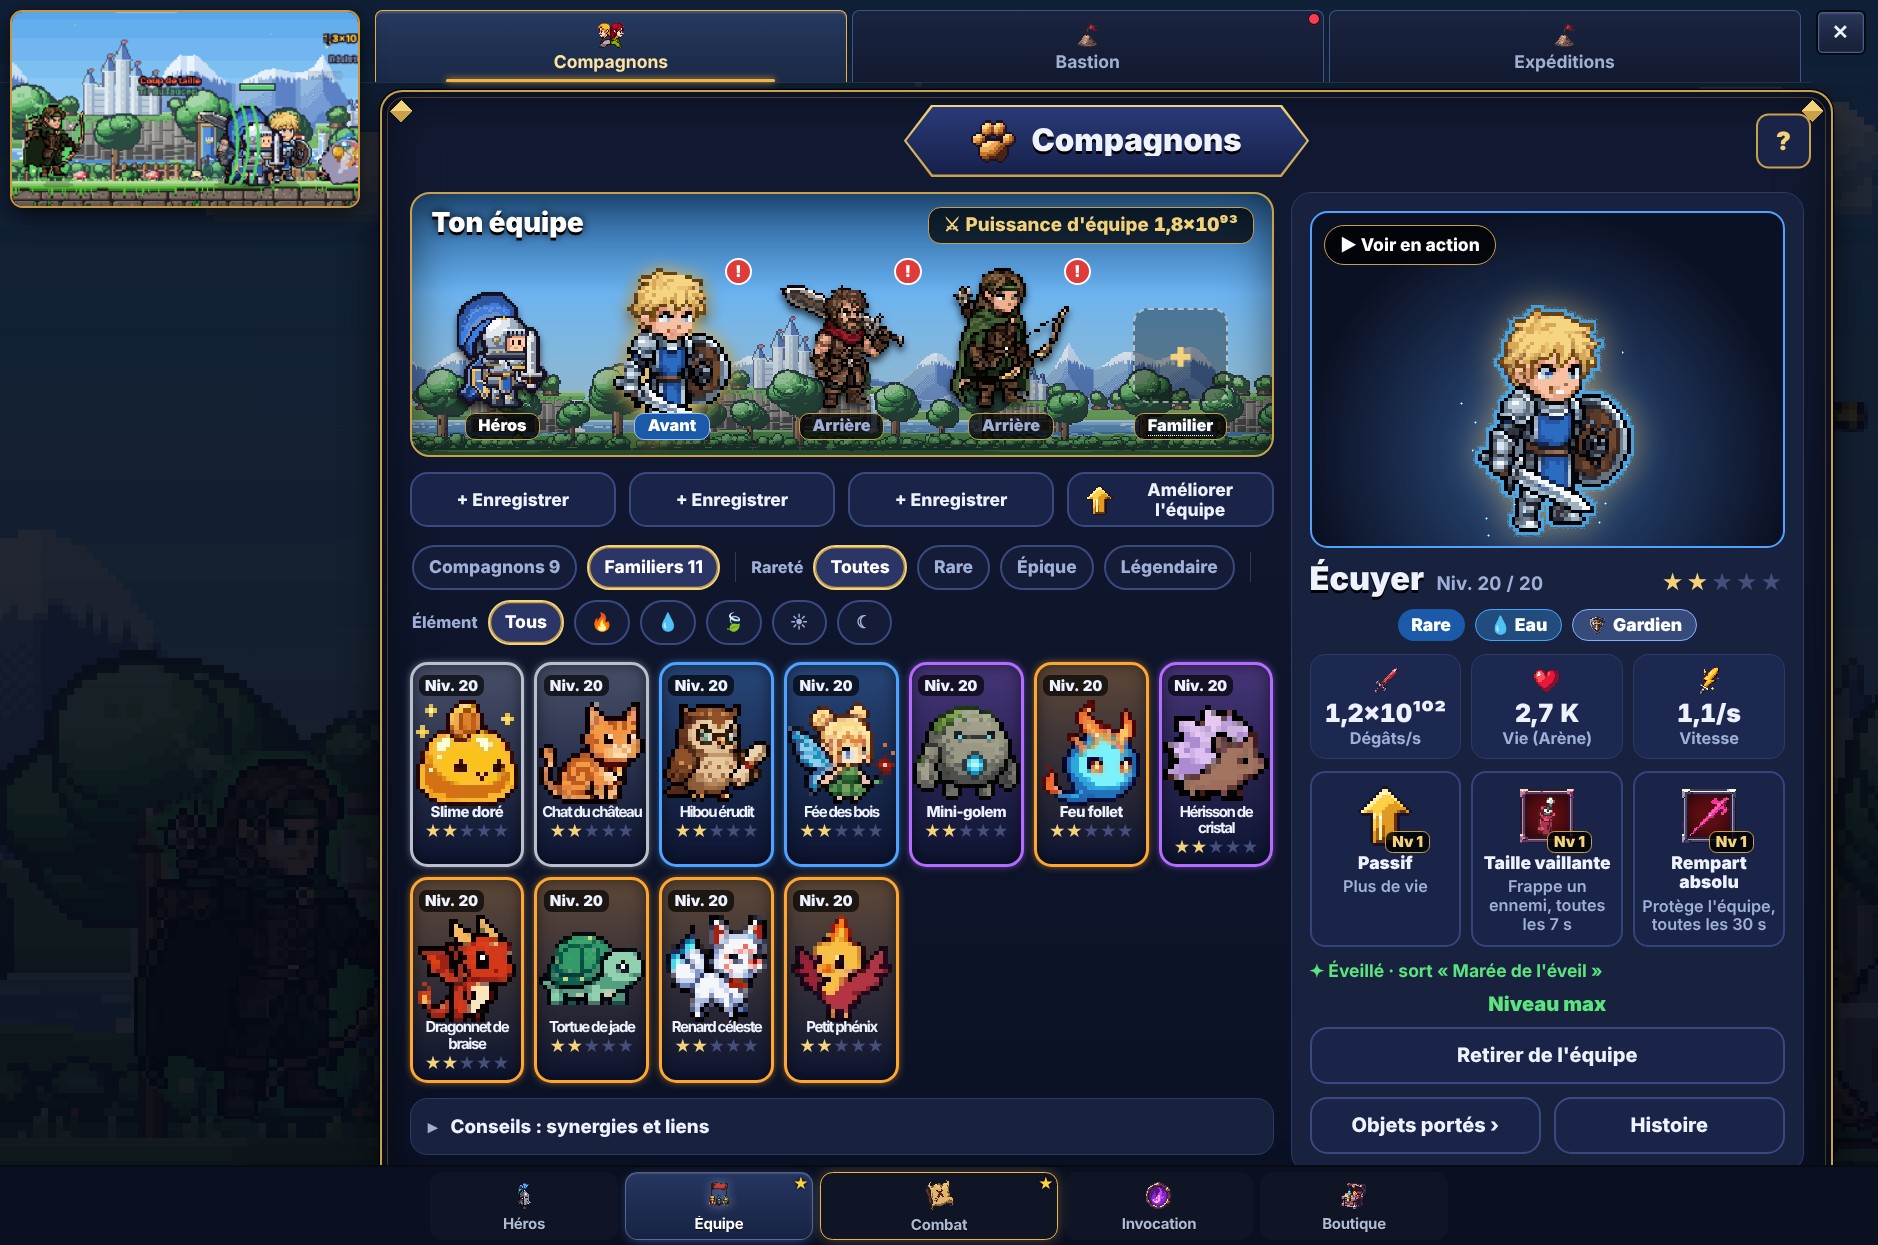 Compagnons
Bastion
Expéditions
×
3×10
Coup de taille
Compagnons
?
Ton équipe
⚔ Puissance d'équipe 1,8×10⁹³
!
!
!
+
Héros
Avant
Arrière
Arrière
Familier
+ Enregistrer
+ Enregistrer
+ Enregistrer
Améliorer
l'équipe
Compagnons 9
Familiers 11
Rareté
Toutes
Rare
Épique
Légendaire
Élément
Tous
Niv. 20
Niv. 20
Niv. 20
Niv. 20
Niv. 20
Niv. 20
Niv. 20
Slime doré
Chat du château
Hibou érudit
Fée des bois
Mini-golem
Feu follet
Hérisson de
cristal
Niv. 20
Niv. 20
Niv. 20
Niv. 20
Dragonnet de
braise
Tortue de jade
Renard céleste
Petit phénix
▶ Conseils : synergies et liens
▶ Voir en action
Écuyer Niv. 20 / 20
Rare
Eau
Gardien
1,2×10¹⁰²
Dégâts/s
2,7 K
Vie (Arène)
1,1/s
Vitesse
Nv 1
Passif
Plus de vie
Nv 1
Taille vaillante
Frappe un
ennemi, toutes
les 7 s
Nv 1
Rempart
absolu
Protège l'équipe,
toutes les 30 s
✦ Éveillé · sort « Marée de l'éveil »
Niveau max
Retirer de l'équipe
Objets portés ›
Histoire
Héros
Équipe
Combat
Invocation
Boutique